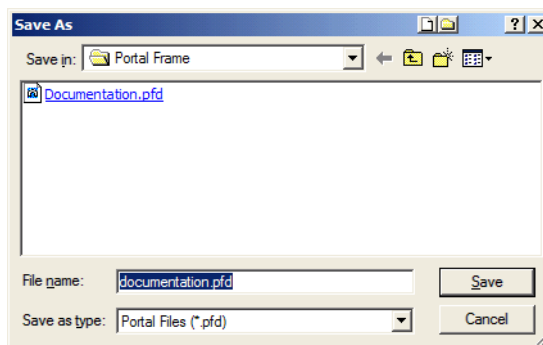 Save As
Save in: Portal Frame
Documentation.pfd
File name: documentation.pfd Save
Save as type: Portal Files (*.pfd) Cancel